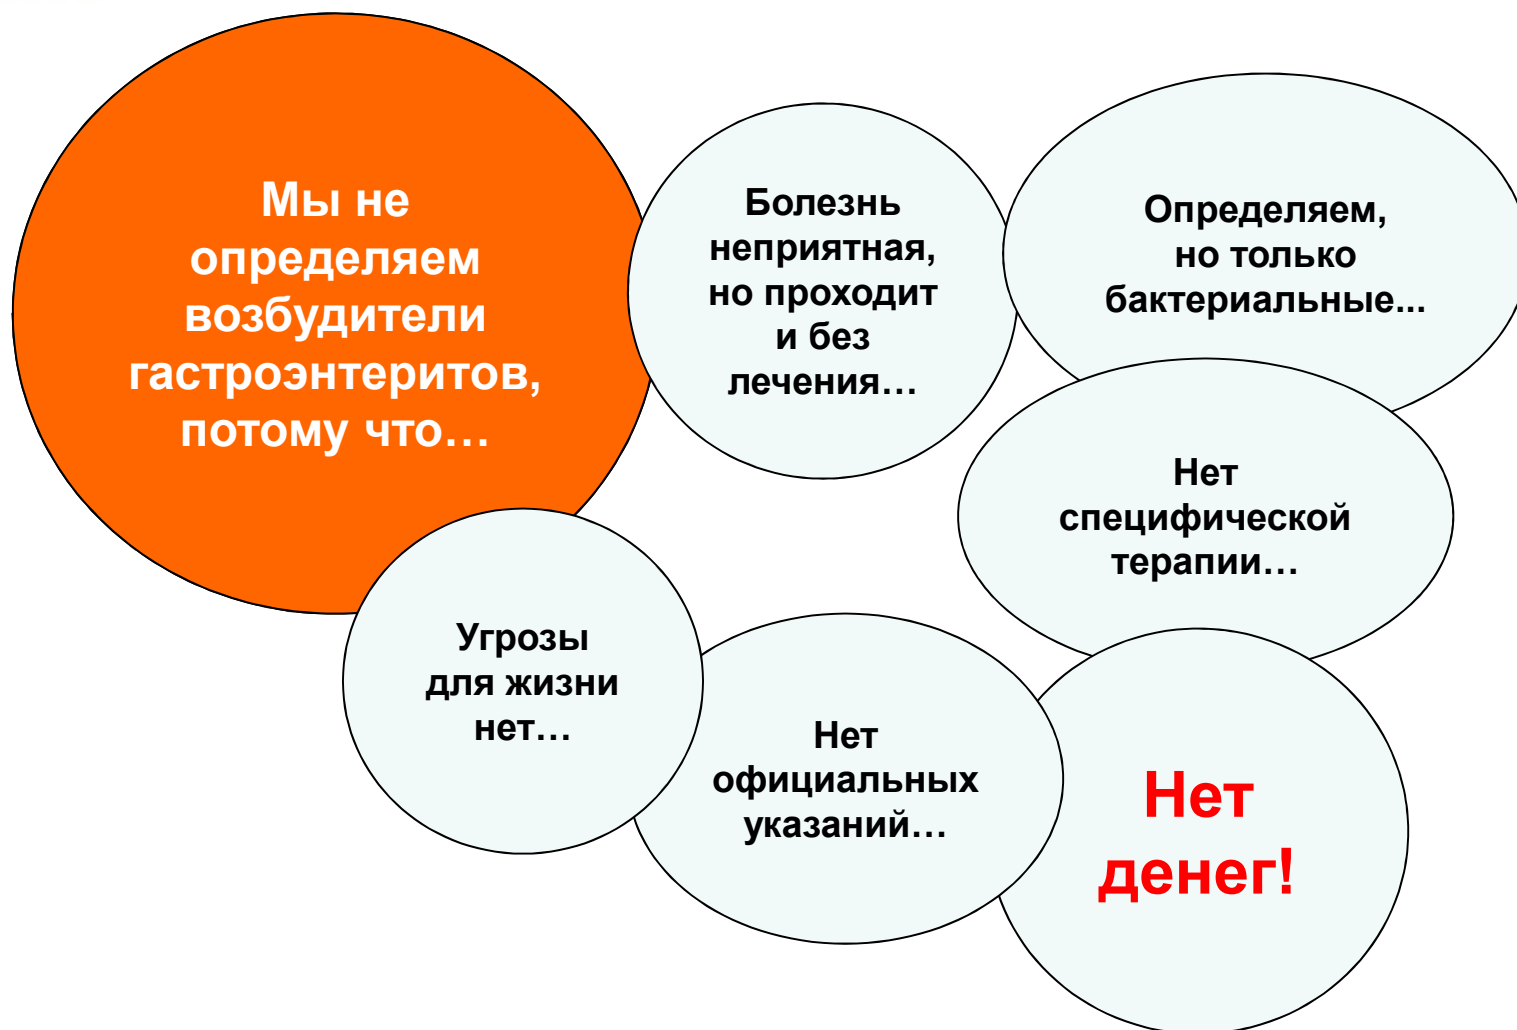 Мы не
определяем
возбудители
гастроэнтеритов,
потому что…
Болезнь
неприятная,
но проходит
и без
лечения…
Определяем,
но только
бактериальные...
Нет
специфической
терапии…
Нет
денег!
Нет
официальных
указаний…
Угрозы
для жизни
нет…